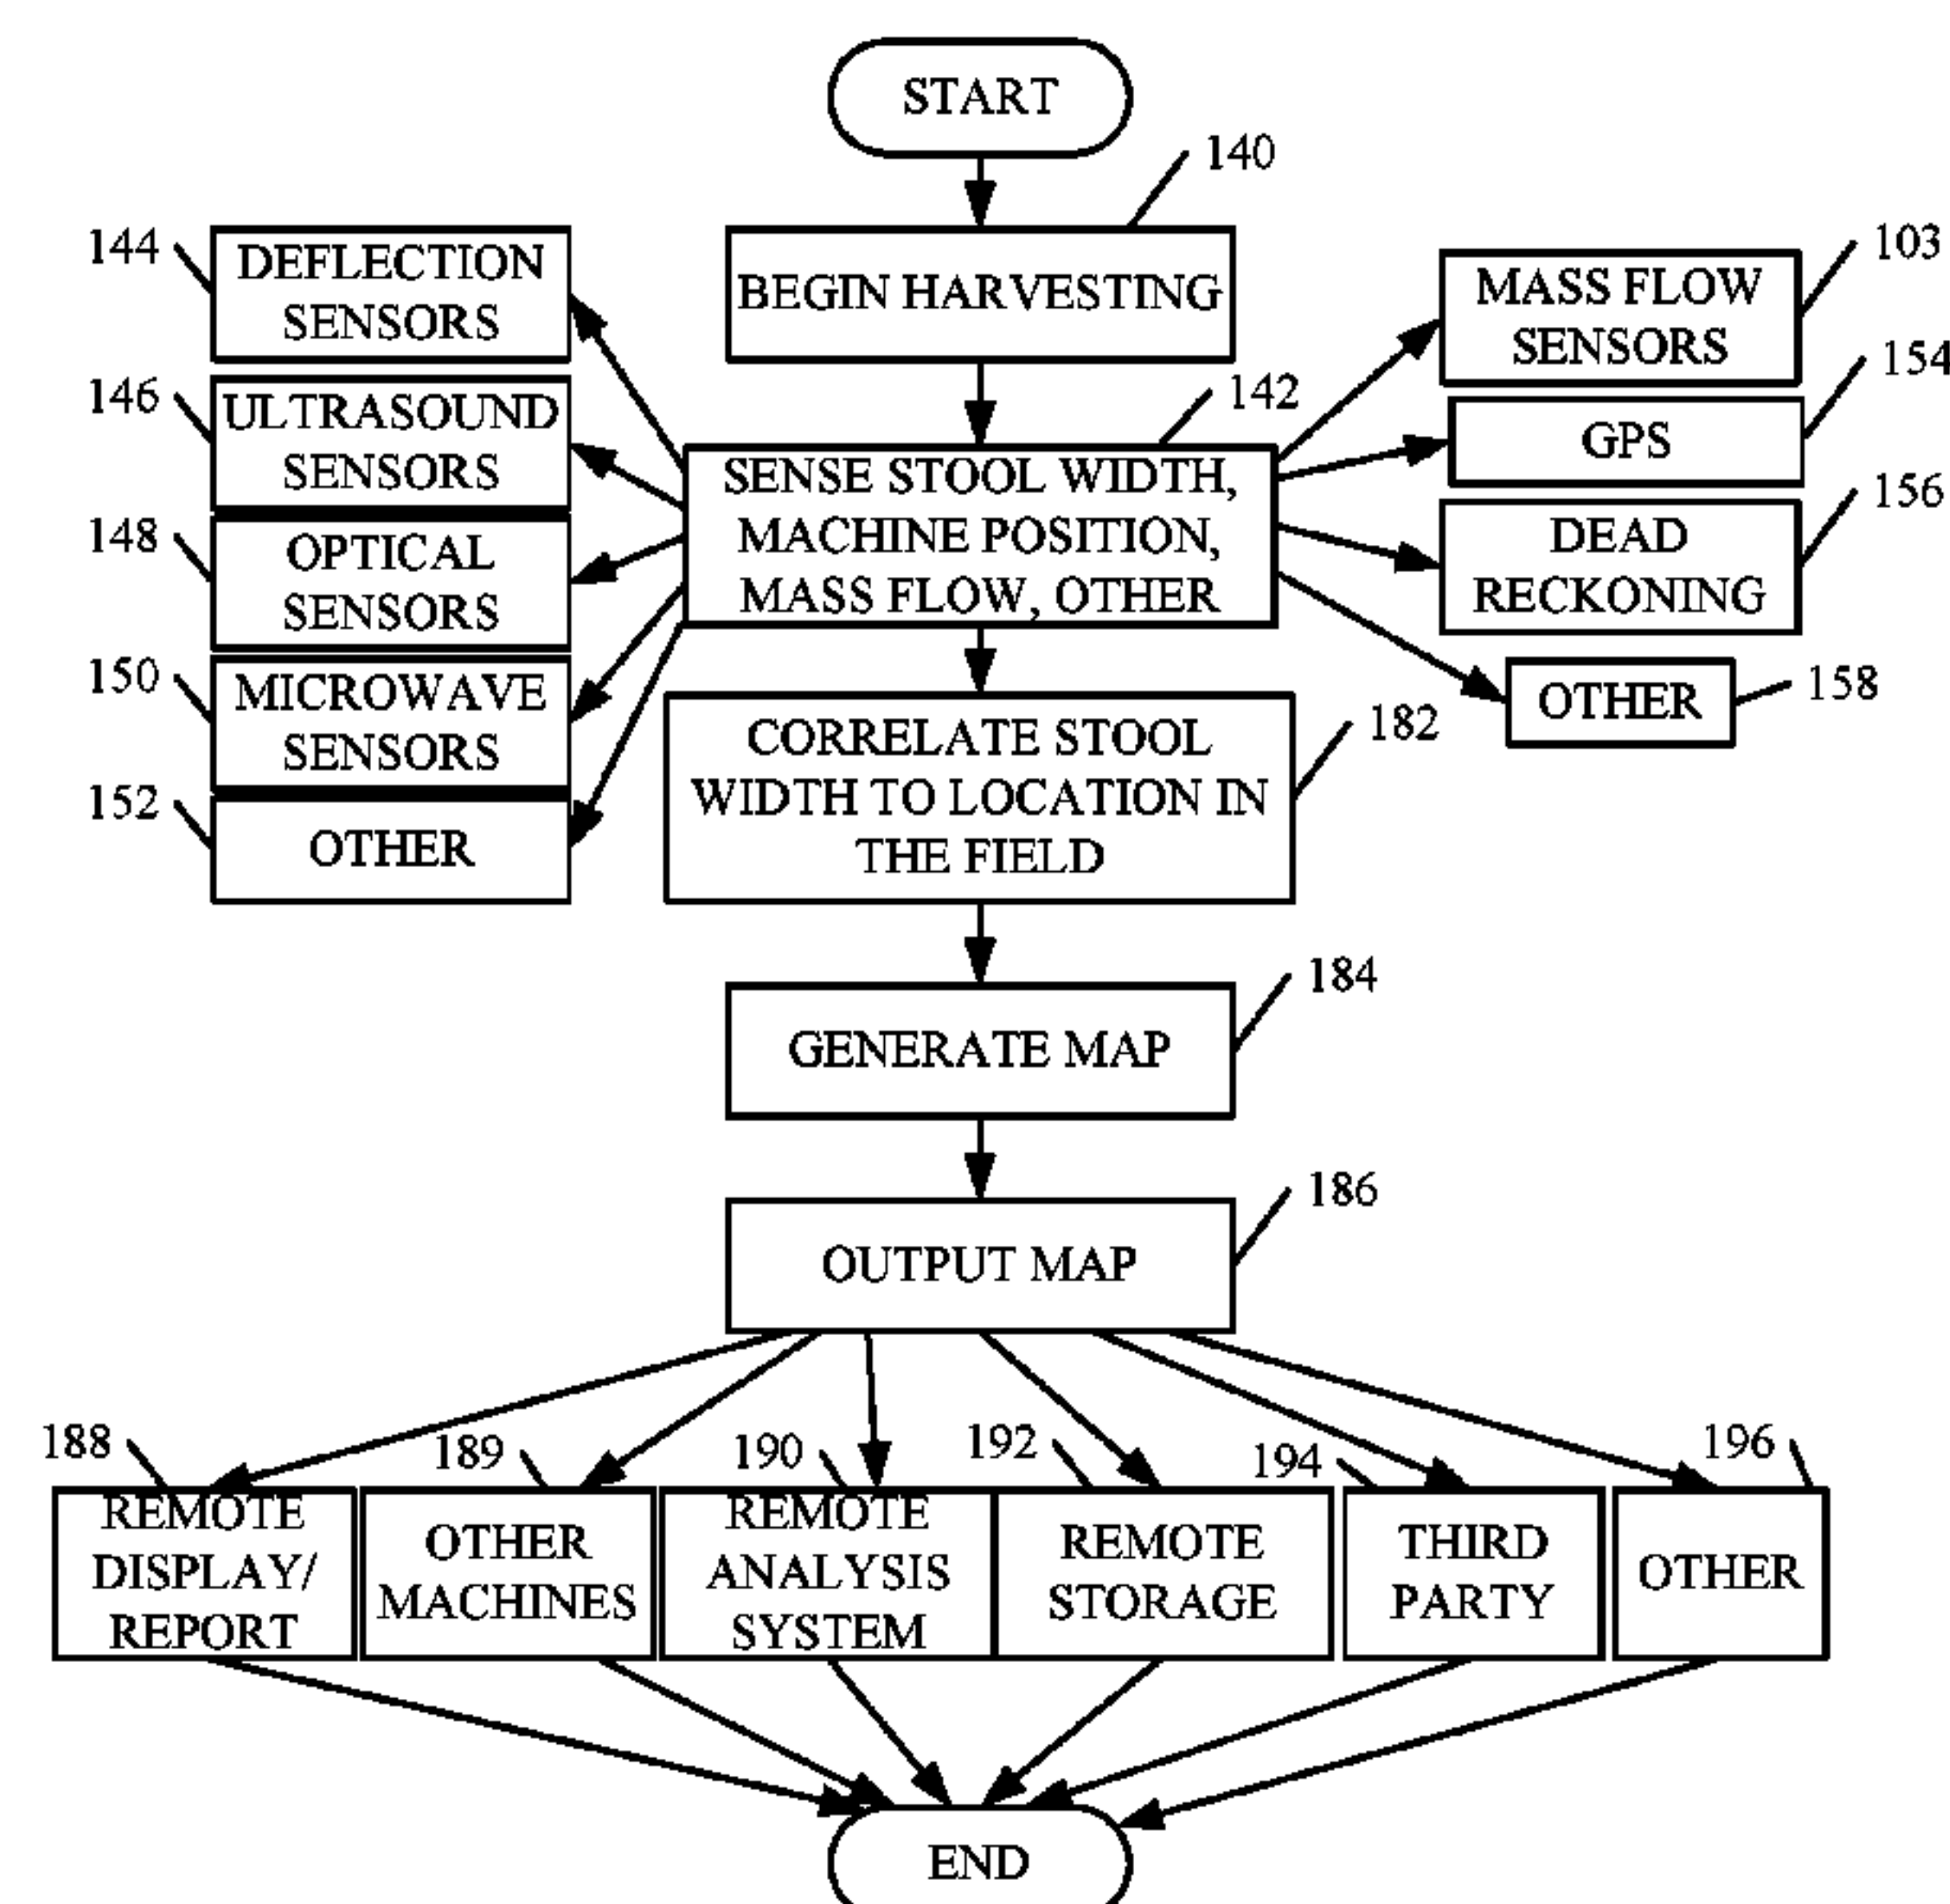 START
140
BEGIN HARVESTING
144
DEFLECTION
SENSORS
146
ULTRASOUND
SENSORS
148
OPTICAL
SENSORS
150
MICROWAVE
SENSORS
152
OTHER
142
SENSE STOOL WIDTH,
MACHINE POSITION,
MASS FLOW, OTHER
103
MASS FLOW
SENSORS
154
GPS
156
DEAD
RECKONING
158
OTHER
182
CORRELATE STOOL
WIDTH TO LOCATION IN
THE FIELD
184
GENERATE MAP
186
OUTPUT MAP
188
REMOTE
DISPLAY/
REPORT
189
OTHER
MACHINES
190
REMOTE
ANALYSIS
SYSTEM
192
REMOTE
STORAGE
194
THIRD
PARTY
196
OTHER
END